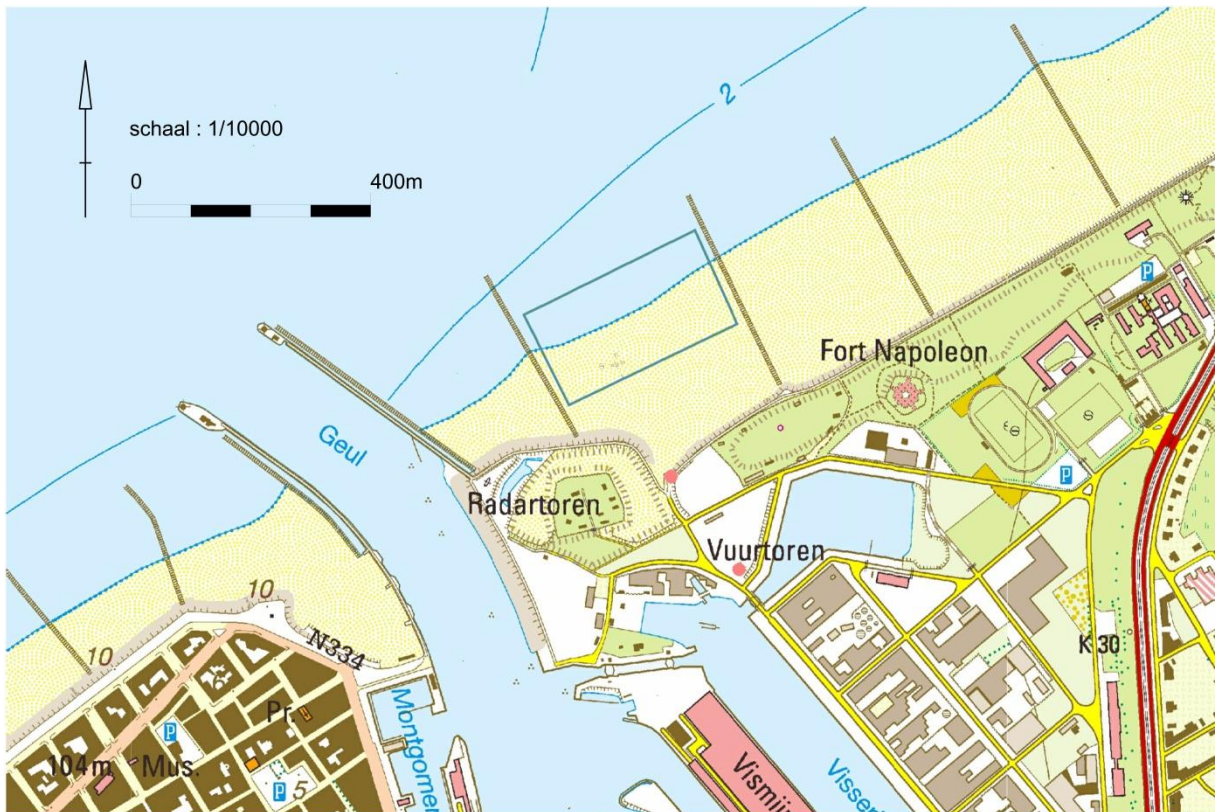 schaal : 1/10000
0 400m
2
P
Fort Napoleon
Geul
P
Radartoren
Vuurtoren
10
10
N334
K 30
Pr.
Montgomer
P
104m Mus.
P 5
Vismij
Visser